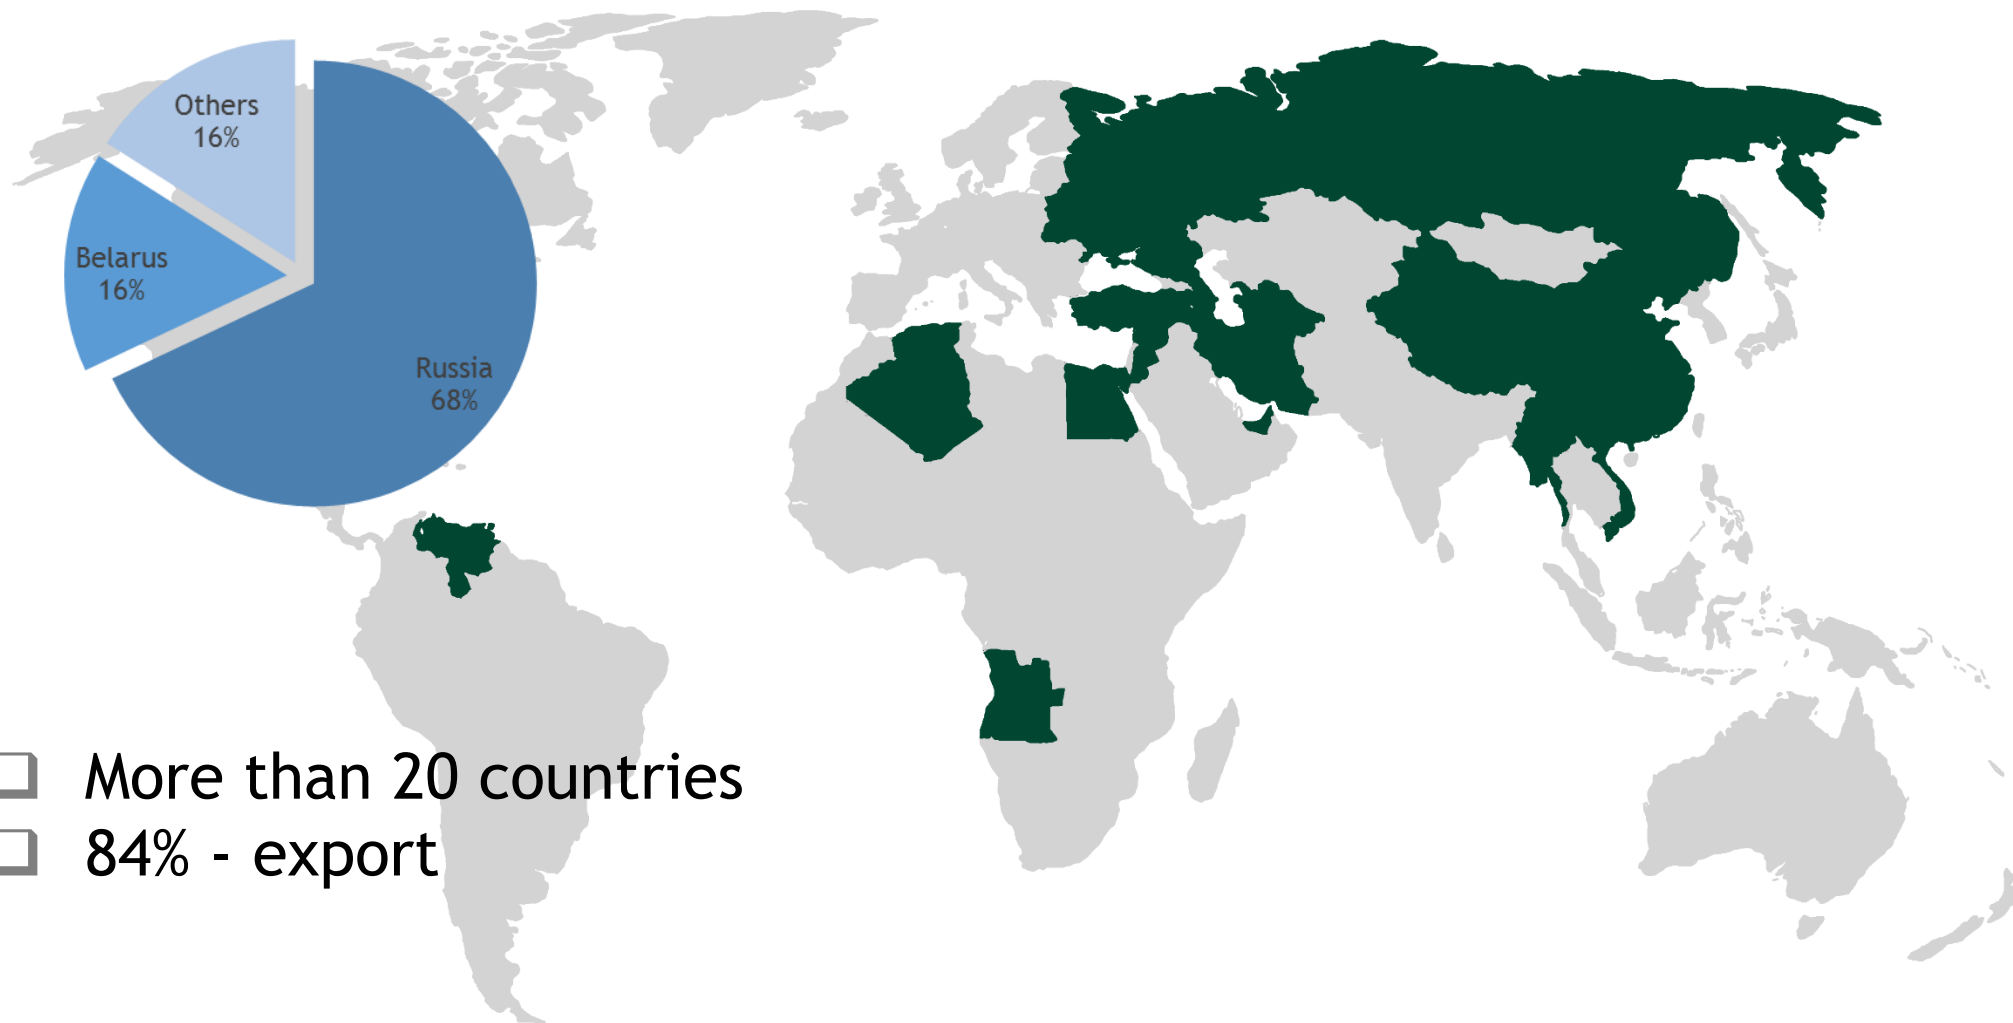 Others
16%
Belarus
16%
Russia
68%
More than 20 countries
84% - export